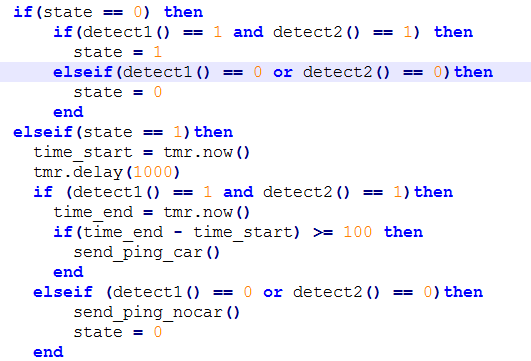 if(state == 0) then
    if(detect1() == 1 and detect2() == 1) then
      state = 1
    elseif(detect1() == 0 or detect2() == 0)then
      state = 0
    end
elseif(state == 1)then
  time_start = tmr.now()
  tmr.delay(1000)
  if (detect1() == 1 and detect2() == 1)then
    time_end = tmr.now()
    if(time_end - time_start) >= 100 then
      send_ping_car()
    end
  elseif (detect1() == 0 or detect2() == 0)then
      send_ping_nocar()
      state = 0
  end